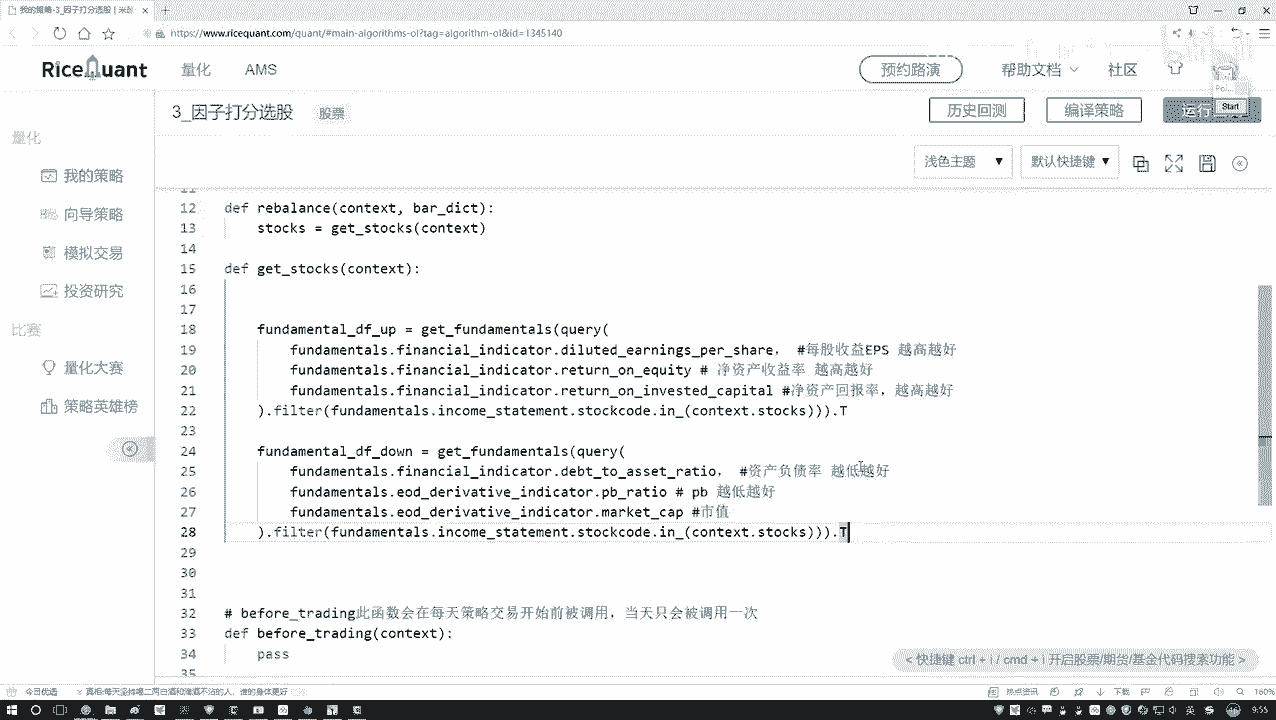 我的策略-3_因子打分选股 | 米
https://www.ricequant.com/quant/#main-algorithms-ol?tag=algorithm-ol&id=1345140
RiceQuant 量化 AMS 预约路演 帮助文档 社区
3_因子打分选股 股票 历史回测 编译策略 运行 Start
量化
我的策略
向导策略
模拟交易
投资研究
比赛
量化大赛
策略英雄榜
浅色主题 默认快捷键
11
12 def rebalance(context, bar_dict):
13 stocks = get_stocks(context)
14
15 def get_stocks(context):
16
17
18 fundamental_df_up = get_fundamentals(query(
19 fundamentals.financial_indicator.diluted_earnings_per_share， #每股收益EPS 越高越好
20 fundamentals.financial_indicator.return_on_equity # 净资产收益率 越高越好
21 fundamentals.financial_indicator.return_on_invested_capital #净资产回报率，越高越好
22 ).filter(fundamentals.income_statement.stockcode.in_(context.stocks))).T
23
24 fundamental_df_down = get_fundamentals(query(
25 fundamentals.financial_indicator.debt_to_asset_ratio， #资产负债率 越低越好
26 fundamentals.eod_derivative_indicator.pb_ratio # pb 越低越好
27 fundamentals.eod_derivative_indicator.market_cap #市值
28 ).filter(fundamentals.income_statement.stockcode.in_(context.stocks))).T
29
30
31
32 # before_trading此函数会在每天策略交易开始前被调用，当天只会被调用一次
33 def before_trading(context):
34 pass
35
< 快捷键 ctrl + i / cmd + i 开启股票/期货/基金代码搜素功能 >
今日优选 热点资讯 下载 160%
9:55